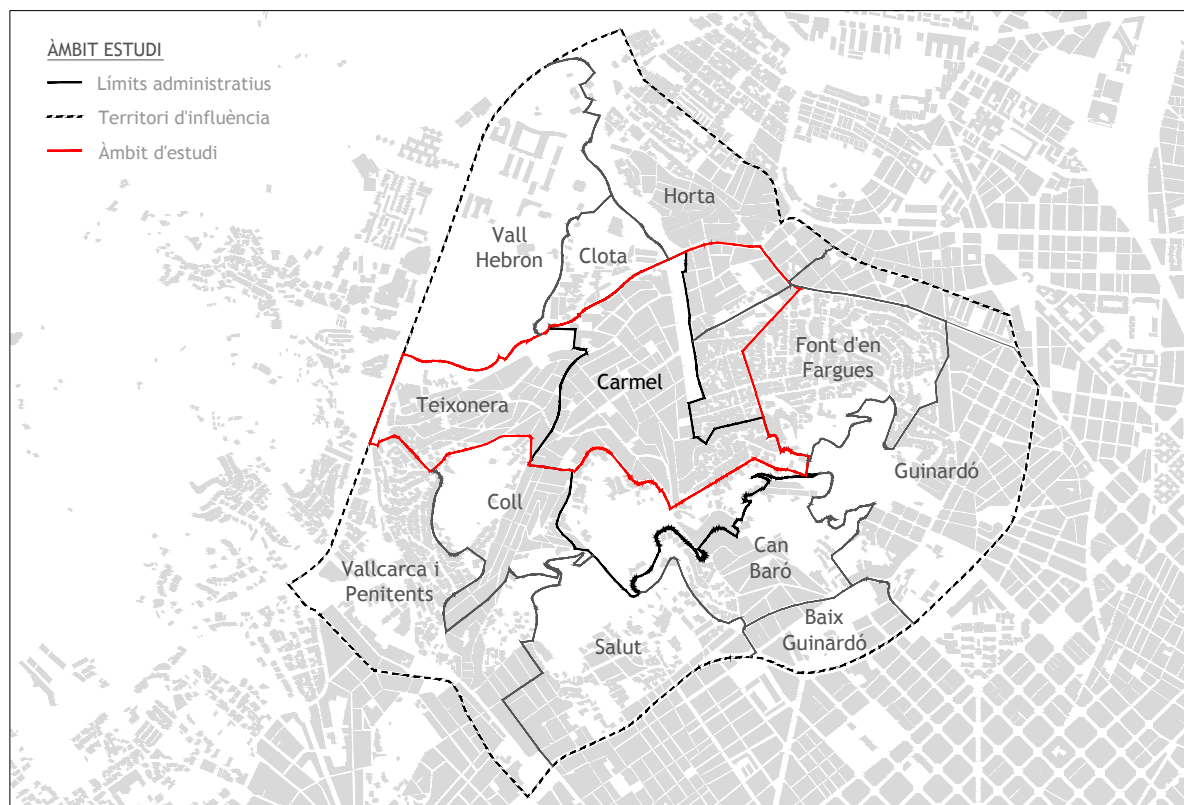 ÀMBIT ESTUDI
Límits administratius
Territori d'influència
Àmbit d'estudi
Horta
Vall
Hebron
Clota
Font d'en
Fargues
Carmel
Teixonera
Guinardó
Coll
Can
Baró
Vallcarca i
Penitents
Baix
Guinardó
Salut